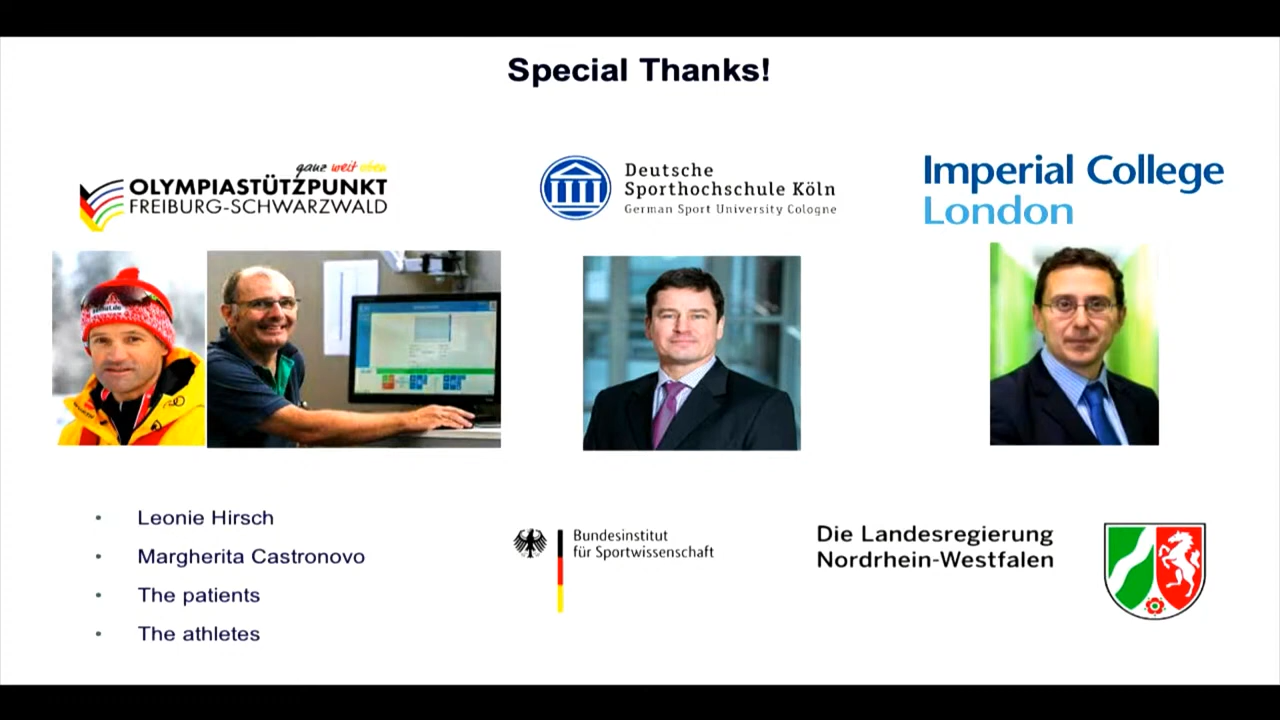 Special Thanks!
ganz weit oben
OLYMPIASTÜTZPUNKT
FREIBURG-SCHWARZWALD
Deutsche
Sporthochschule Köln
German Sport University Cologne
Imperial College
London
• Leonie Hirsch
• Margherita Castronovo
• The patients
• The athletes
Bundesinstitut
für Sportwissenschaft
Die Landesregierung
Nordrhein-Westfalen